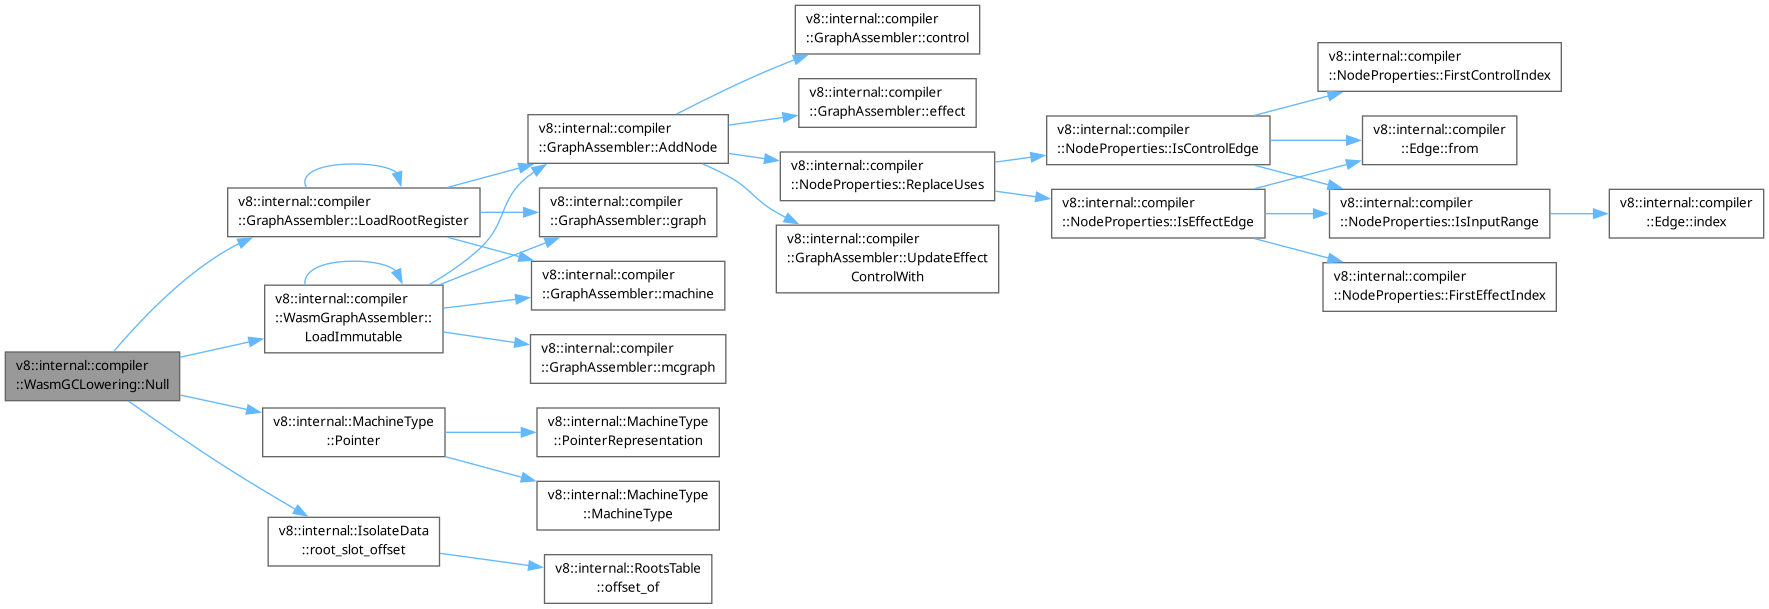 v8::internal::compiler
::WasmGCLowering::Null
v8::internal::compiler
::GraphAssembler::LoadRootRegister
v8::internal::compiler
::WasmGraphAssembler::
LoadImmutable
v8::internal::MachineType
::Pointer
v8::internal::IsolateData
::root_slot_offset
v8::internal::compiler
::GraphAssembler::AddNode
v8::internal::compiler
::GraphAssembler::graph
v8::internal::compiler
::GraphAssembler::machine
v8::internal::compiler
::GraphAssembler::mcgraph
v8::internal::MachineType
::PointerRepresentation
v8::internal::MachineType
::MachineType
v8::internal::RootsTable
::offset_of
v8::internal::compiler
::GraphAssembler::control
v8::internal::compiler
::GraphAssembler::effect
v8::internal::compiler
::NodeProperties::ReplaceUses
v8::internal::compiler
::GraphAssembler::UpdateEffect
ControlWith
v8::internal::compiler
::NodeProperties::IsControlEdge
v8::internal::compiler
::NodeProperties::IsEffectEdge
v8::internal::compiler
::NodeProperties::FirstControlIndex
v8::internal::compiler
::Edge::from
v8::internal::compiler
::NodeProperties::IsInputRange
v8::internal::compiler
::NodeProperties::FirstEffectIndex
v8::internal::compiler
::Edge::index